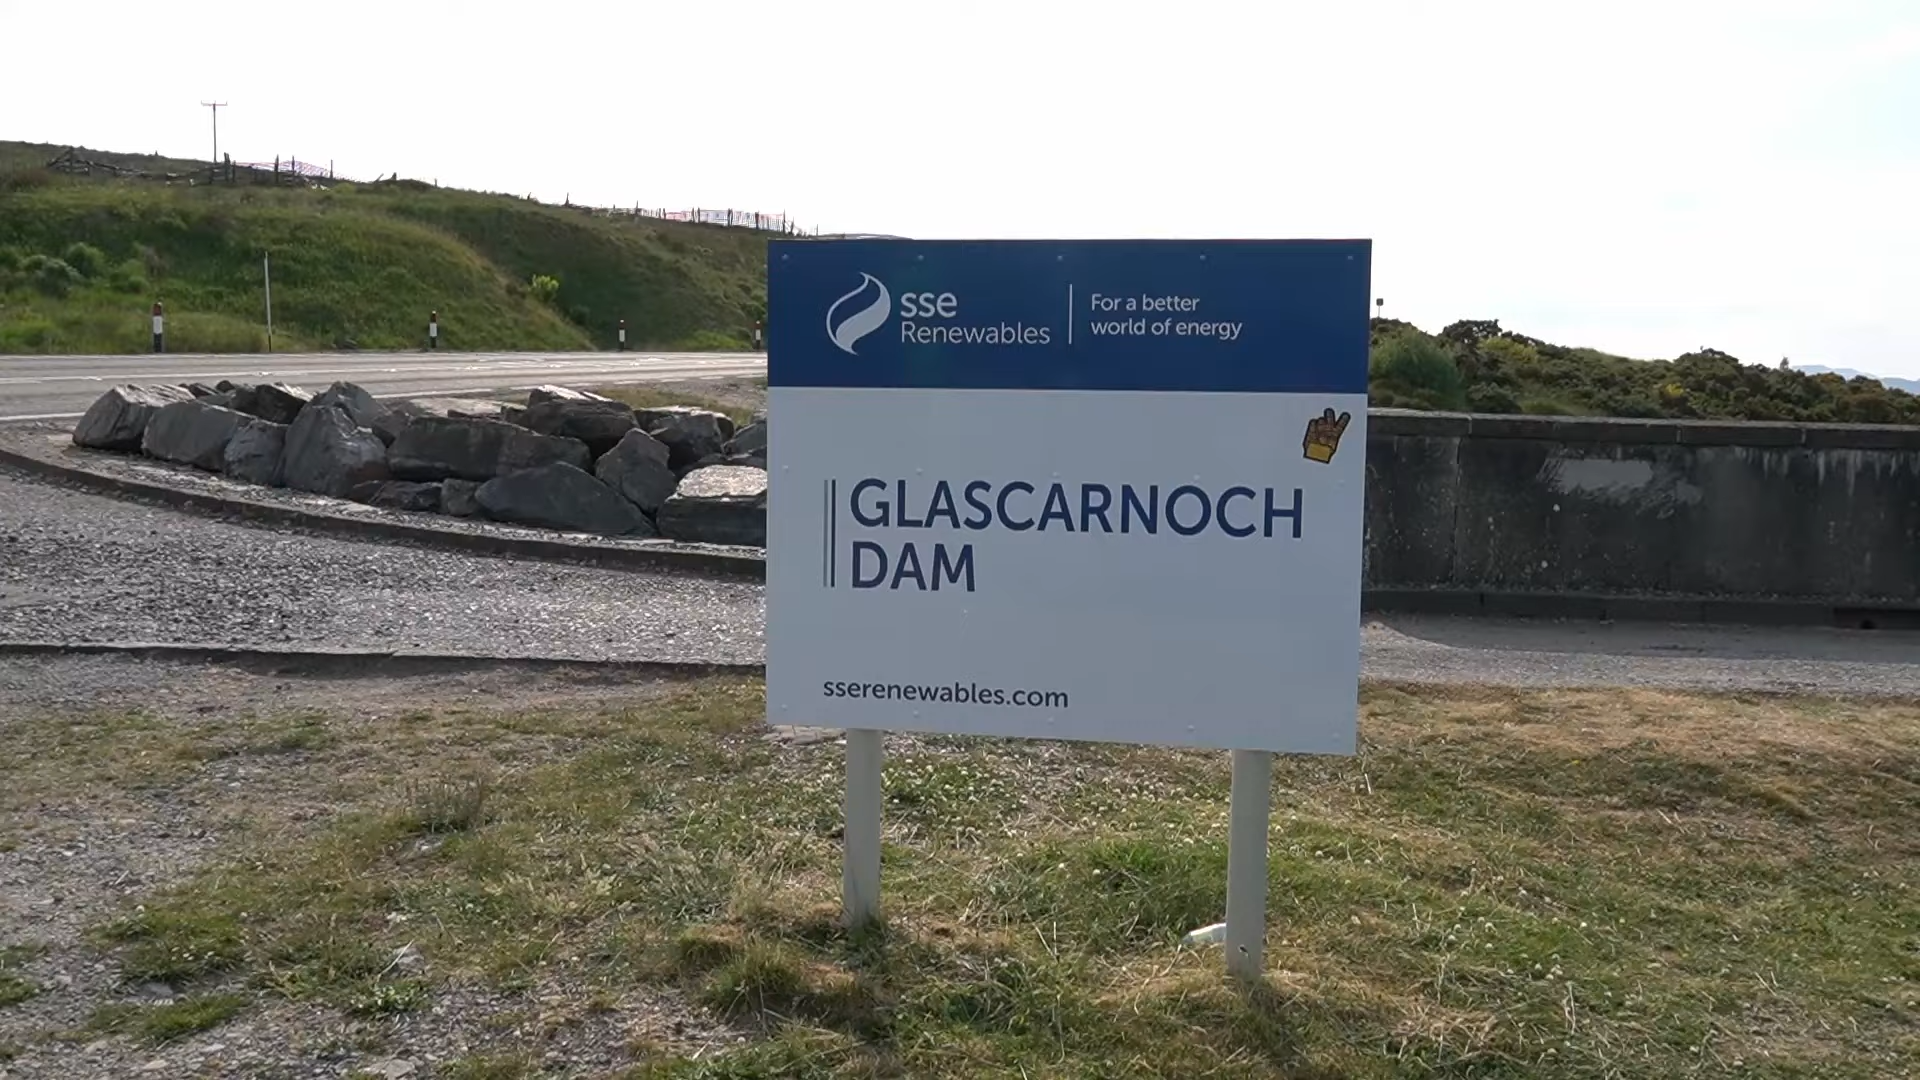 sse
Renewables
For a better
world of energy
GLASCARNOCH
DAM
sserenewables.com